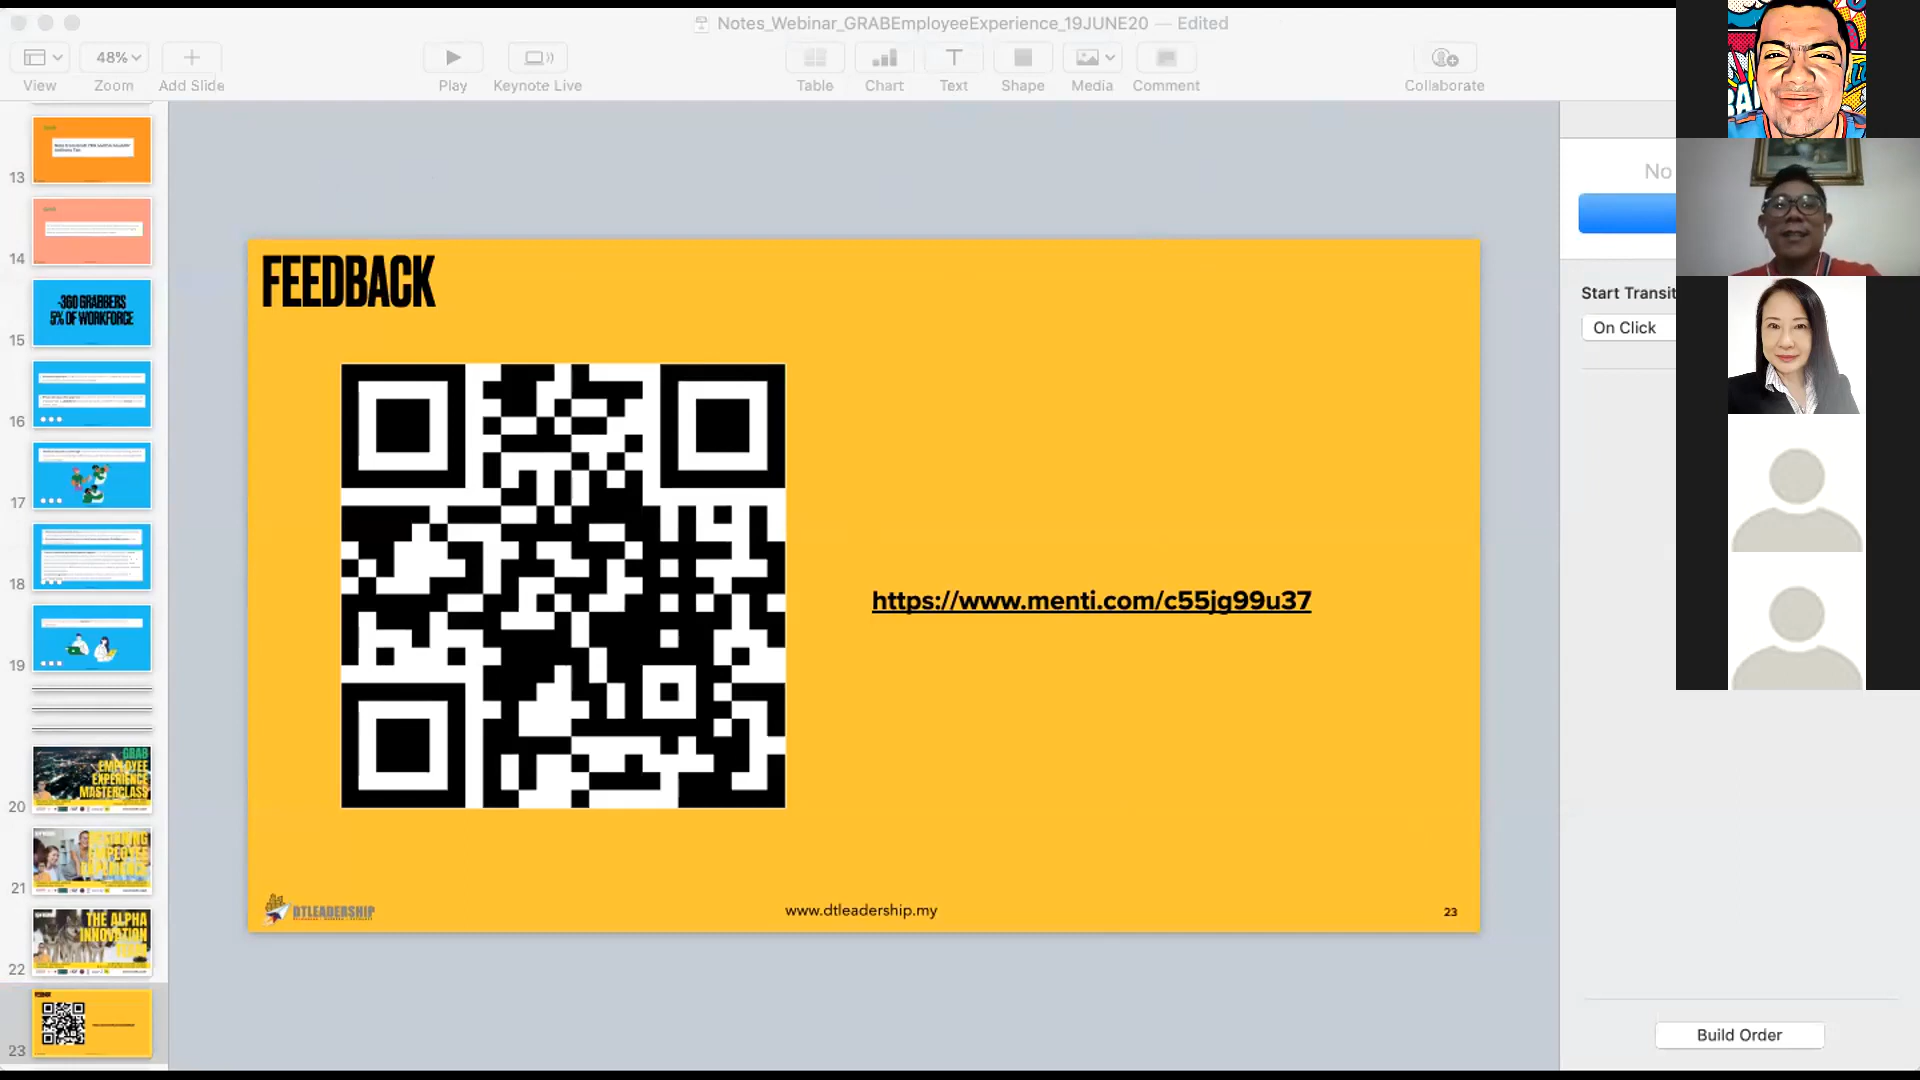 Notes_Webinar_GRABEmployeeExperience_19JUNE20 — Edited
View
48%
Zoom
Add Slide
Play
Keynote Live
Table
Chart
T
Text
Shape
Media
Comment
Collaborate
13
14
~360 GRABBERS
5% OF WORKFORCE
15
16
17
18
19
GRAB
EMPLOYEE
EXPERIENCE
MASTERCLASS
20
EMPLOYEE
21
THE ALPHA
INNOVATION
TEAM
22
FEEDBACK
23
FEEDBACK
https://www.menti.com/c55jg99u37
DTLEADERSHIP
www.dtleadership.my
23
No
Start Transit
On Click
Build Order